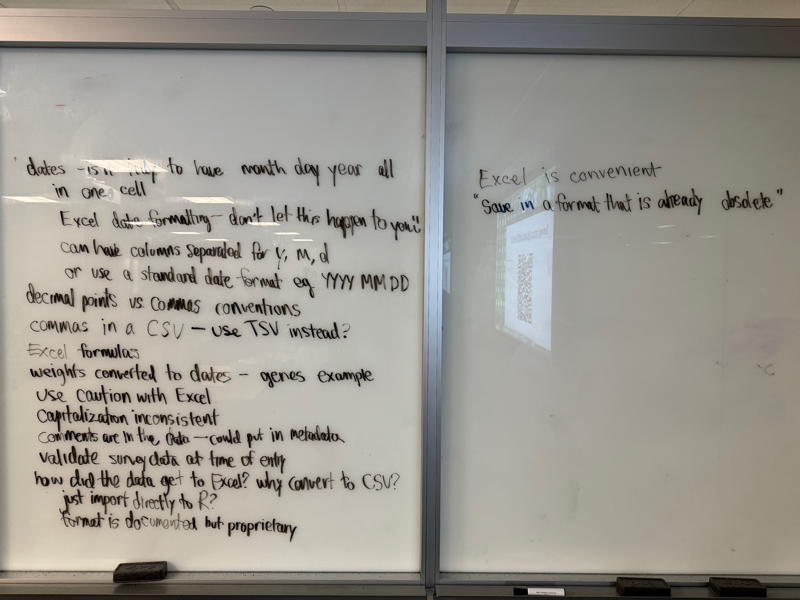 dates - is it okay to have month day year all
in one cell
Excel date formatting - don't let this happen to you!!
can have columns separated for y, m, d
or use a standard date format eg YYYY MM DD
decimal points vs. commas conventions
commas in a CSV - use TSV instead?
Excel formulas
weights converted to dates - genes example
use caution with Excel
capitalization inconsistent
comments are in the data - could put in metadata
validate survey data at time of entry
how did the data get to Excel? why convert to CSV?
just import directly to R?
format is documented but proprietary
Excel is convenient
"Save in a format that is already obsolete"